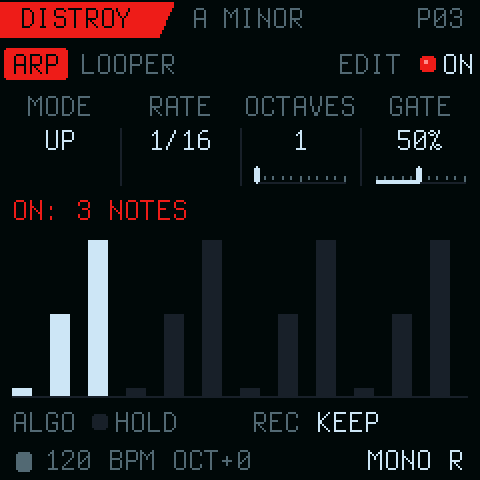 DISTROY A MINOR P03
ARP LOOPER EDIT ON
MODE RATE OCTAVES GATE
UP 1/16 1 50%
ON: 3 NOTES
ALGO HOLD REC KEEP
120 BPM OCT+0 MONO R